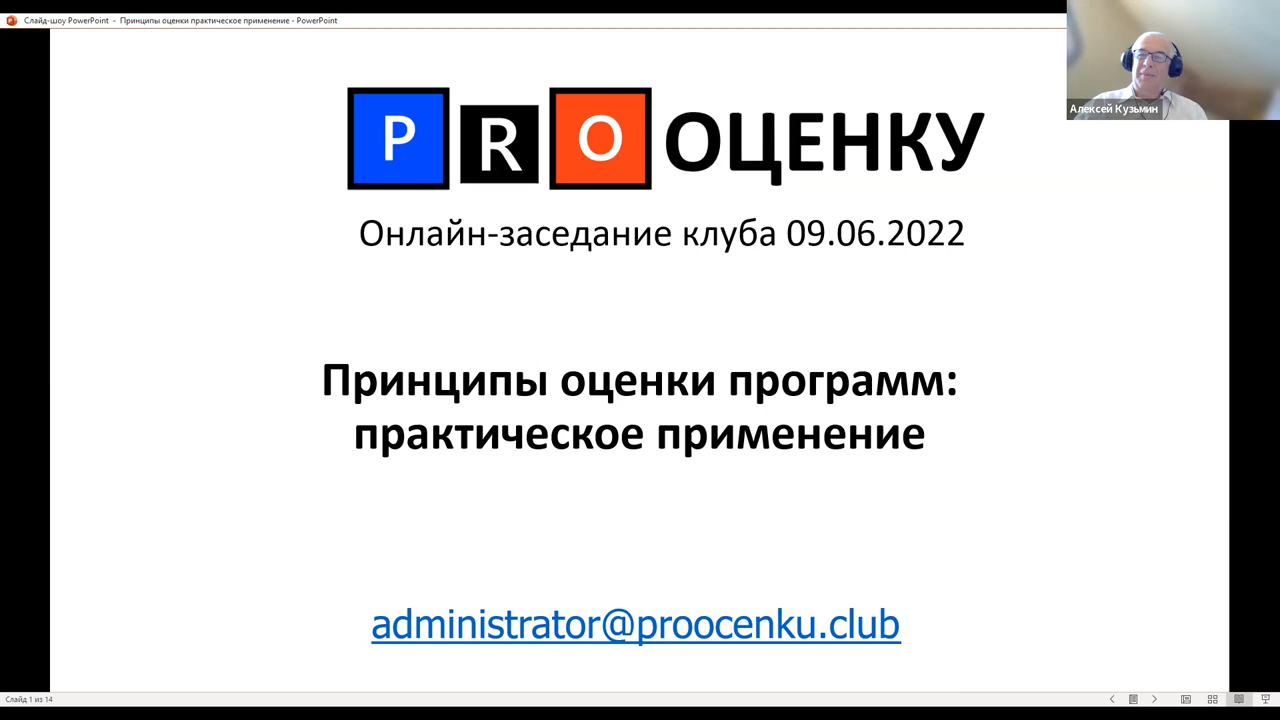 Слайд-шоу PowerPoint - Принципы оценки практическое применение - PowerPoint
Алексей Кузьмин
PRO ОЦЕНКУ
Онлайн-заседание клуба 09.06.2022
Принципы оценки программ:
практическое применение
administrator@proocenku.club
Слайд 1 из 14